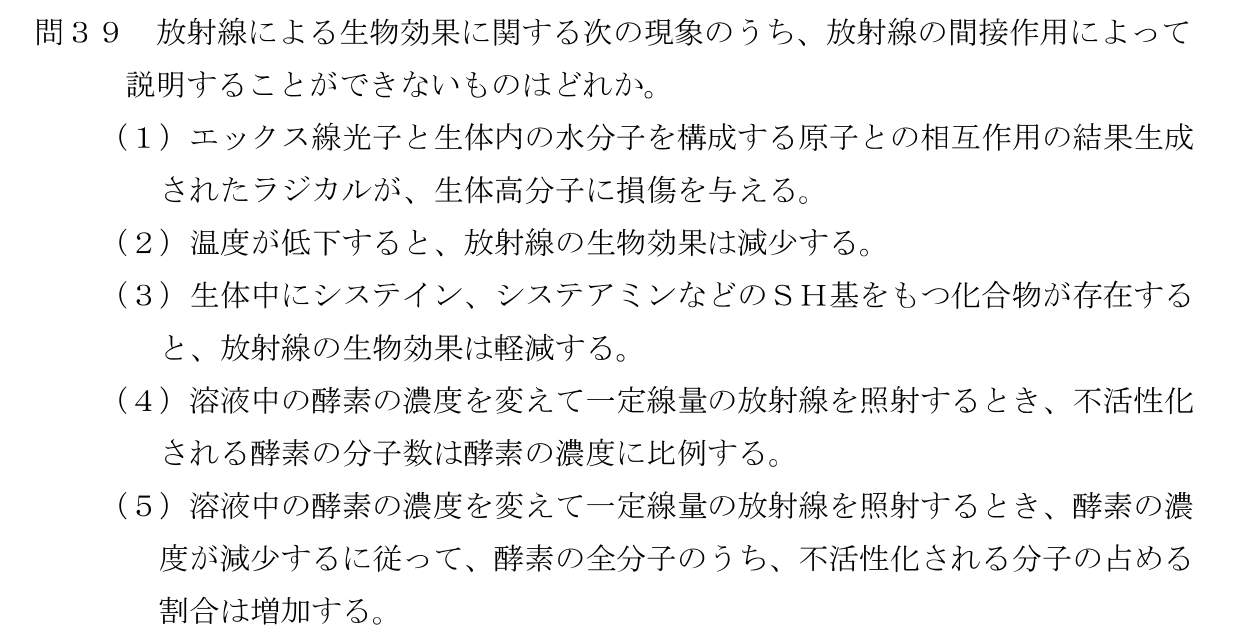 問39 放射線による生物効果に関する次の現象のうち、放射線の間接作用によって
説明することができないものはどれか。
(1)エックス線光子と生体内の水分子を構成する原子との相互作用の結果生成
されたラジカルが、生体高分子に損傷を与える。
(2)温度が低下すると、放射線の生物効果は減少する。
(3)生体中にシステイン、システアミンなどのSH基をもつ化合物が存在する
と、放射線の生物効果は軽減する。
(4)溶液中の酵素の濃度を変えて一定線量の放射線を照射するとき、不活性化
される酵素の分子数は酵素の濃度に比例する。
(5)溶液中の酵素の濃度を変えて一定線量の放射線を照射するとき、酵素の濃
度が減少するに従って、酵素の全分子のうち、不活性化される分子の占める
割合は増加する。